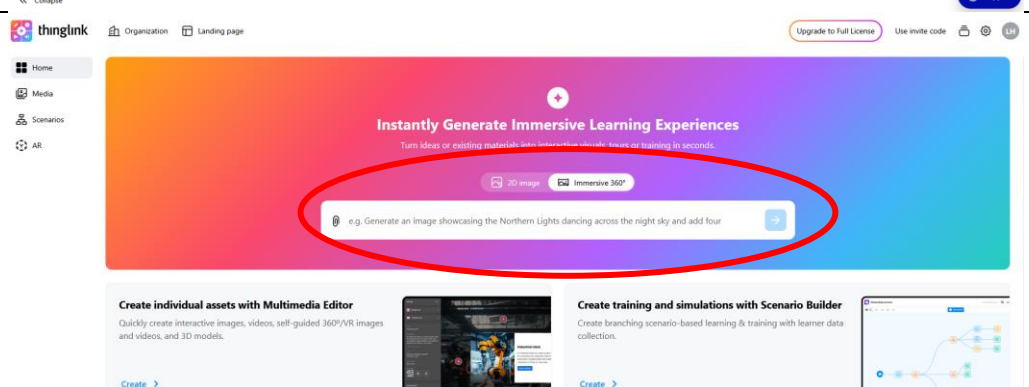 Collapse
thinglink
Organization
Landing page
Upgrade to Full License
Use invite code
LH
Home
Media
Scenarios
AR
Instantly Generate Immersive Learning Experiences
Turn ideas or existing materials into interactive visuals, tours or training in seconds.
2D image
Immersive 360°
e.g. Generate an image showcasing the Northern Lights dancing across the night sky and add four
Create individual assets with Multimedia Editor
Quickly create interactive images, videos, self-guided 360º/VR images
and videos, and 3D models.
Create
Create training and simulations with Scenario Builder
Create branching scenario-based learning & training with learner data
collection.
Create